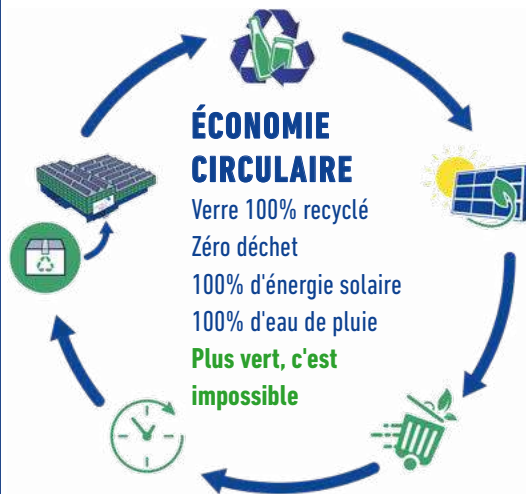 ÉCONOMIE
CIRCULAIRE
Verre 100% recyclé
Zéro déchet
100% d'énergie solaire
100% d'eau de pluie
Plus vert, c'est
impossible